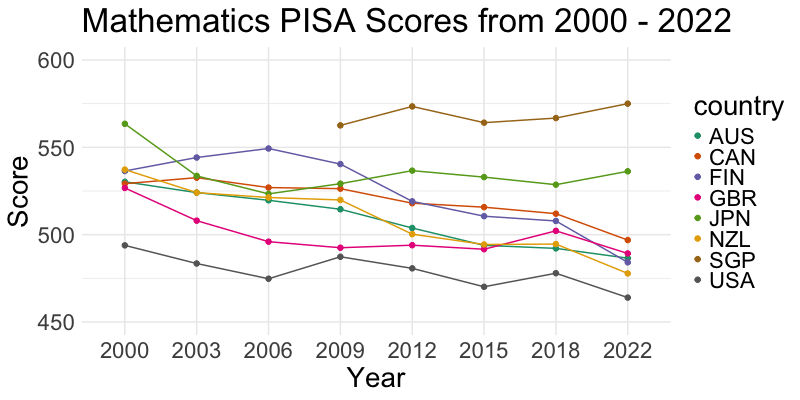 Mathematics PISA Scores from 2000 - 2022
600
550
500
450
Score
2000 2003 2006 2009 2012 2015 2018 2022
Year
country
AUS
CAN
FIN
GBR
JPN
NZL
SGP
USA